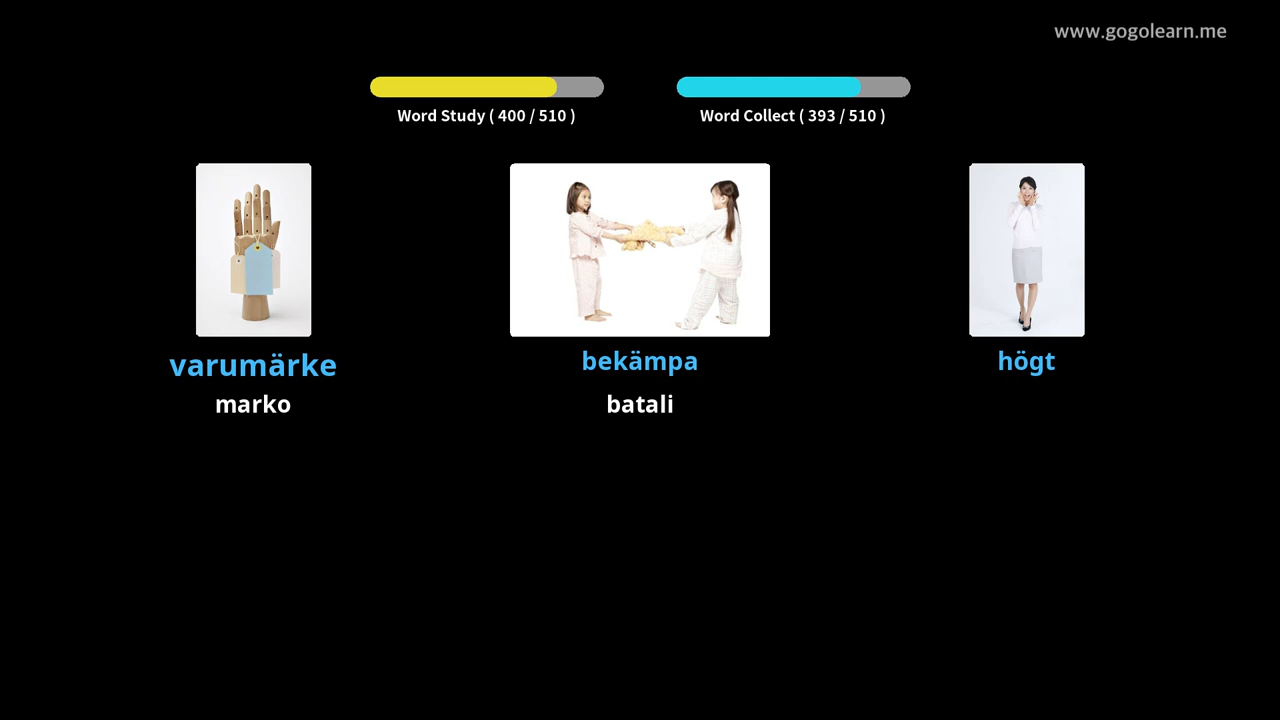 www.gogolearn.me
Word Study ( 400 / 510 )
Word Collect ( 393 / 510 )
varumärke
bekämpa
högt
marko
batali